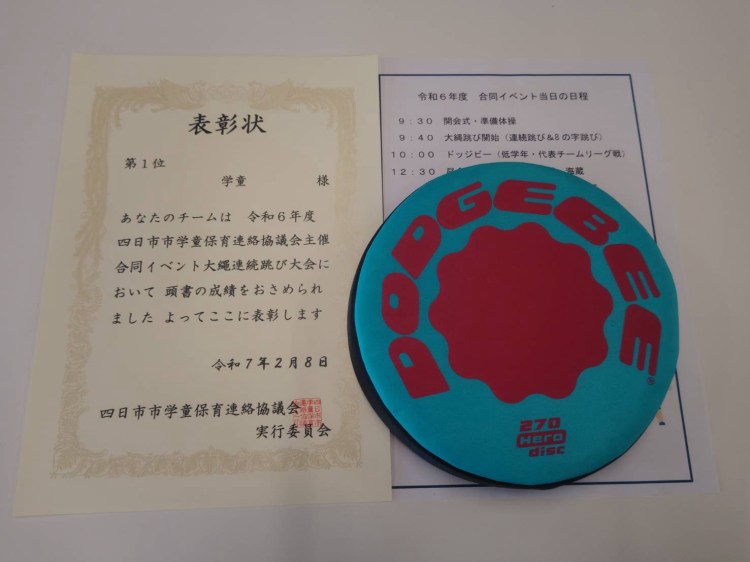 表彰状
第1位
学童 様
あなたのチームは 令和6年度
四日市市学童保育連絡協議会主催
合同イベント大縄連続跳び大会に
おいて 頭書の成績をおさめられ
ました よってここに表彰します
令和7年2月8日
四日市市学童保育連絡協議会
実行委員会
令和6年度 合同イベント当日の日程
9:30 開会式・準備体操
9:40 大縄跳び開始(連続跳び&8の字跳び)
10:00 ドッジビー(低学年・代表チームリーグ戦)
12:30
DODGEBEE
270
Hero
disc